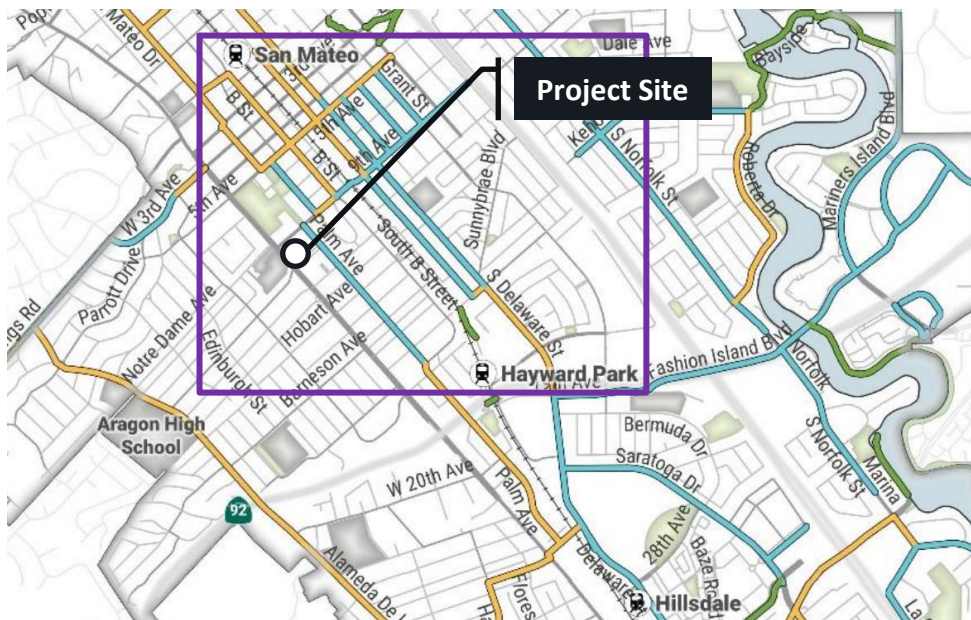 Mateo Dr
San Mateo
Dale Ave
Bayside
Project Site
B St
5th Ave
Grant St
9th Ave
B St
S Norfolk St
Roberta Dr
Mariners Island Blvd
W 3rd Ave
5th Ave
Sunnybrae Blvd
Palm Ave
South B Street
Parrott Drive
Notre Dame Ave
Hobart Ave
S Delaware St
Edinburgh St
Barneson Ave
Hayward Park
Fashion Island Blvd
Norfolk
Aragon High
School
Bermuda Dr
Saratoga Dr
S Norfolk St
Marina
W 20th Ave
Palm Ave
92
28th Ave
Alameda De L
Delaware
Flores
Hillsdale